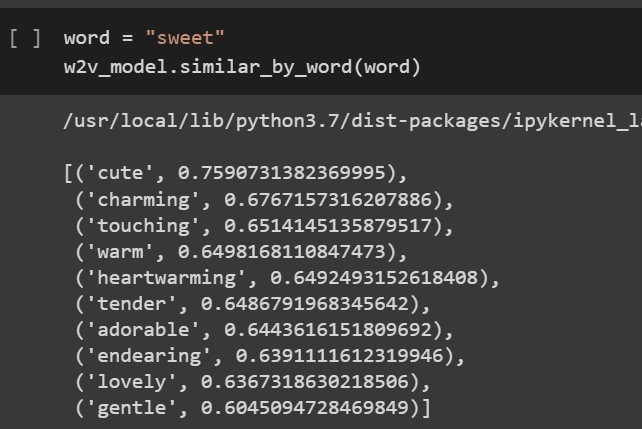 [ ] word = "sweet"
w2v_model.similar_by_word(word)
/usr/local/lib/python3.7/dist-packages/ipykernel_la
[('cute', 0.7590731382369995),
('charming', 0.6767157316207886),
('touching', 0.6514145135879517),
('warm', 0.6498168110847473),
('heartwarming', 0.6492493152618408),
('tender', 0.6486791968345642),
('adorable', 0.6443616151809692),
('endearing', 0.6391111612319946),
('lovely', 0.6367318630218506),
('gentle', 0.6045094728469849)]